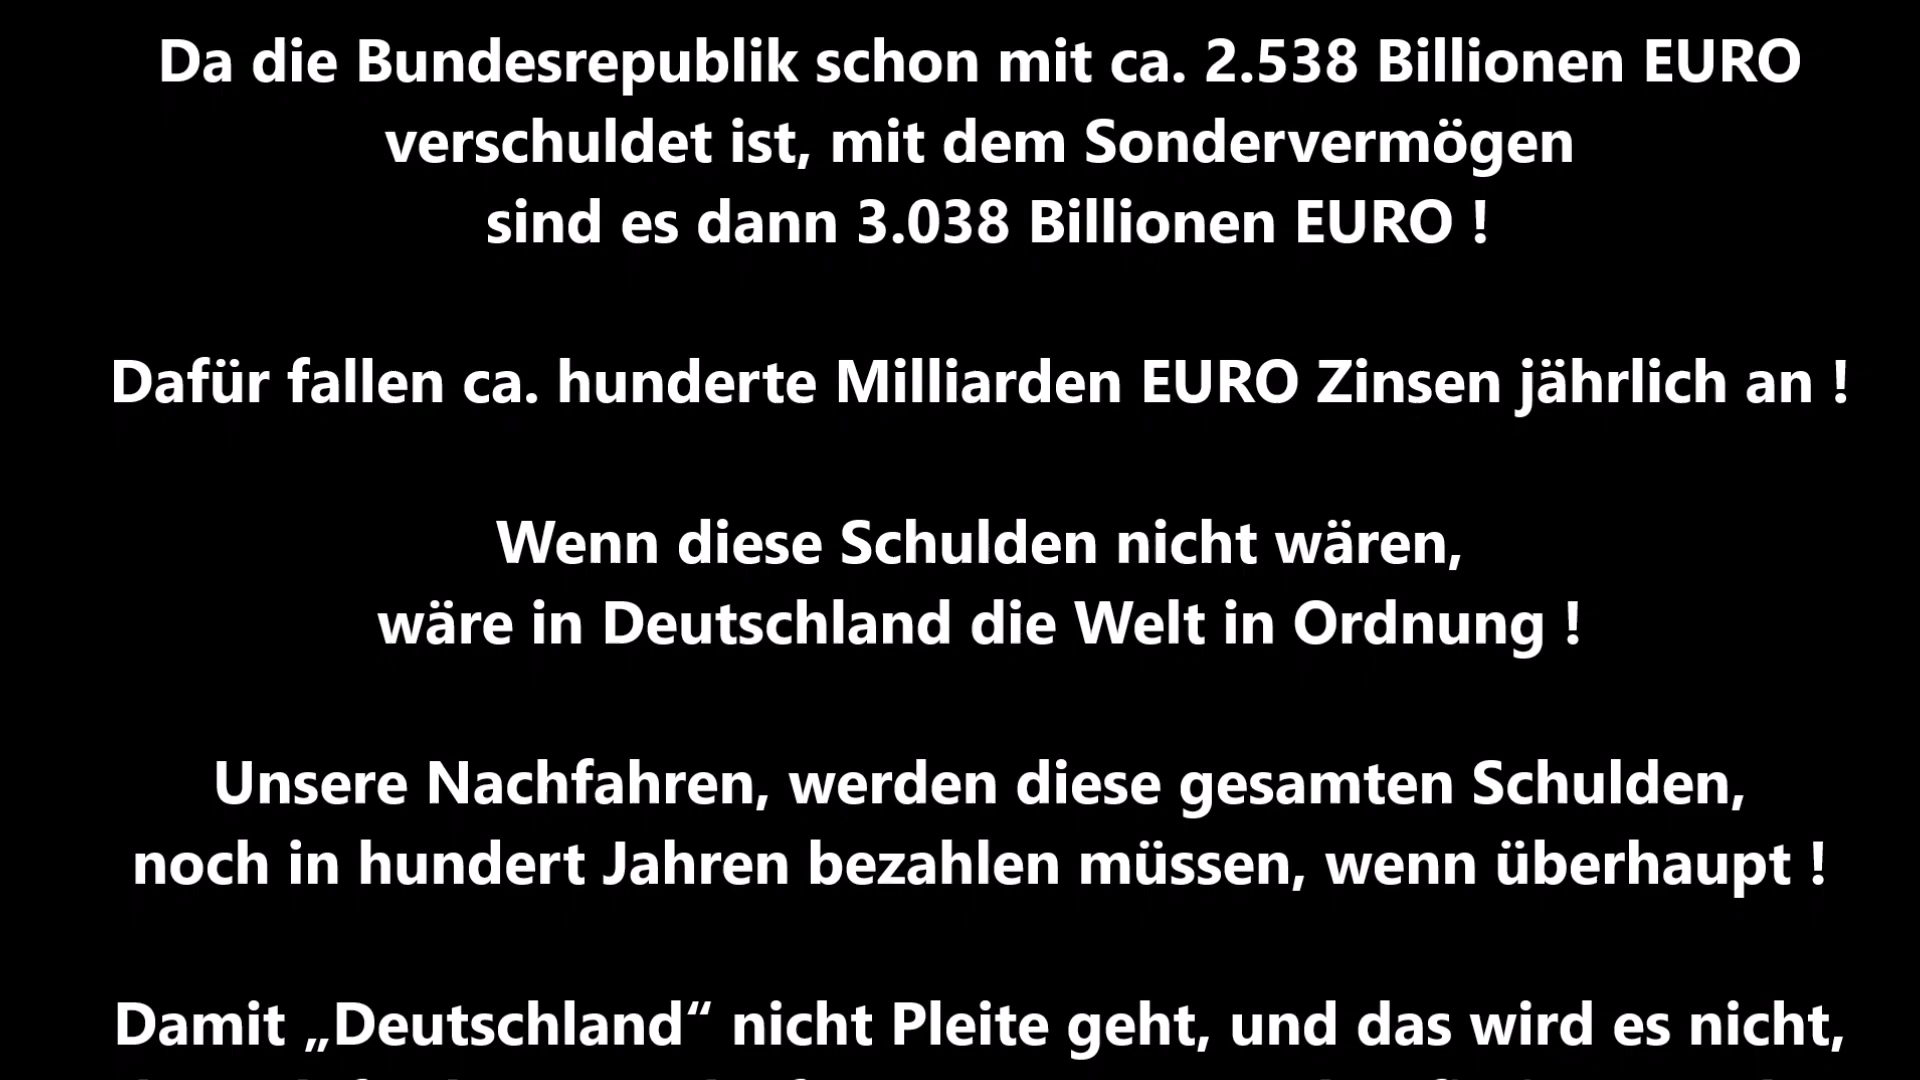 Da die Bundesrepublik schon mit ca. 2.538 Billionen EURO
verschuldet ist, mit dem Sondervermögen
sind es dann 3.038 Billionen EURO !
Dafür fallen ca. hunderte Milliarden EURO Zinsen jährlich an !
Wenn diese Schulden nicht wären,
wäre in Deutschland die Welt in Ordnung !
Unsere Nachfahren, werden diese gesamten Schulden,
noch in hundert Jahren bezahlen müssen, wenn überhaupt !
Damit „Deutschland“ nicht Pleite geht, und das wird es nicht,